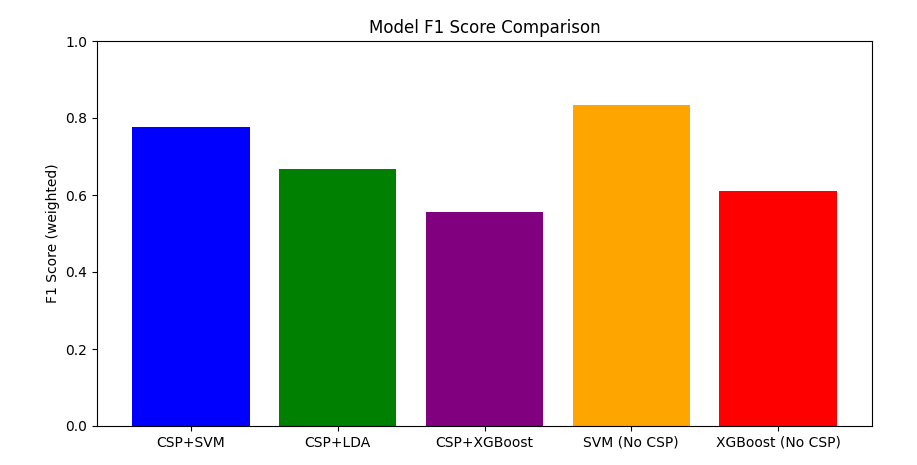 Model F1 Score Comparison
F1 Score (weighted)
1.0
0.8
0.6
0.4
0.2
0.0
CSP+SVM
CSP+LDA
CSP+XGBoost
SVM (No CSP)
XGBoost (No CSP)